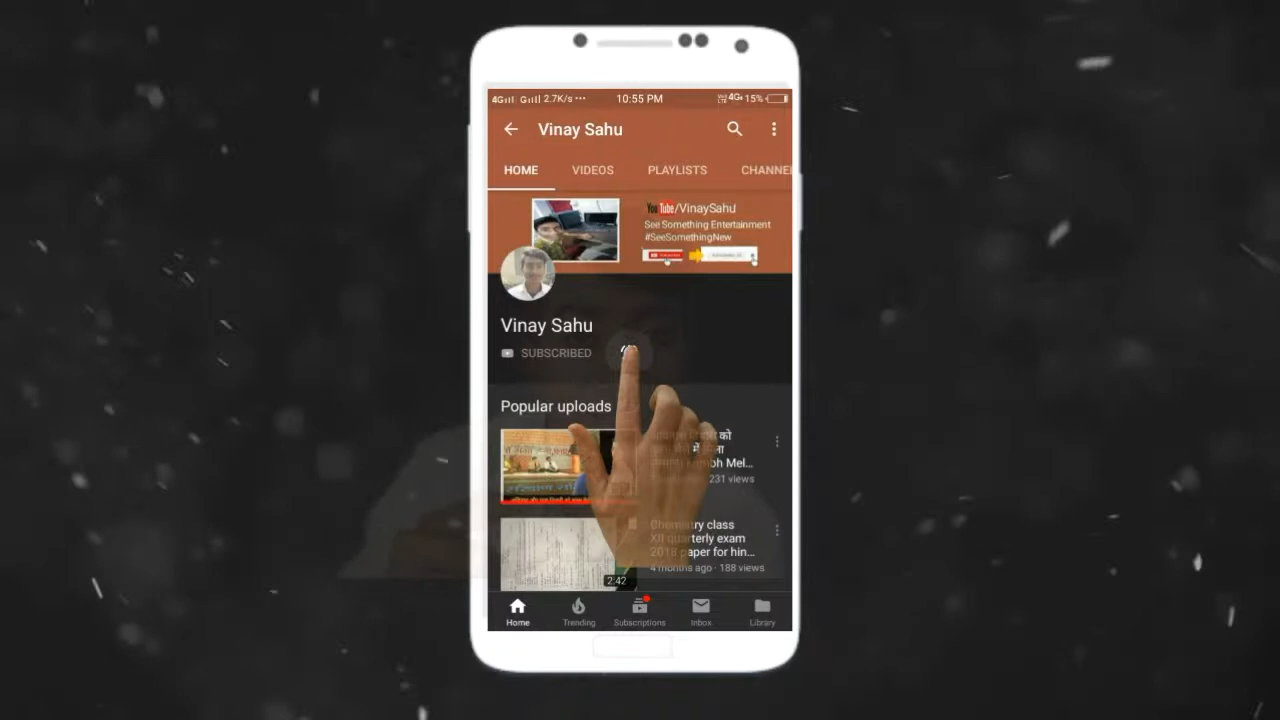 4G G 2.7K/s ··· 10:55 PM 4G 15%
Vinay Sahu
HOME VIDEOS PLAYLISTS CHANNE
YouTube/VinaySahu
See Something Entertainment
#SeeSomethingNew
Vinay Sahu
SUBSCRIBED
Popular uploads
को
में
Mel...
231 views
Chemistry class
XII quarterly exam
2018 paper for hin...
4 months ago · 188 views
2:42
Home Trending Subscriptions Inbox Library